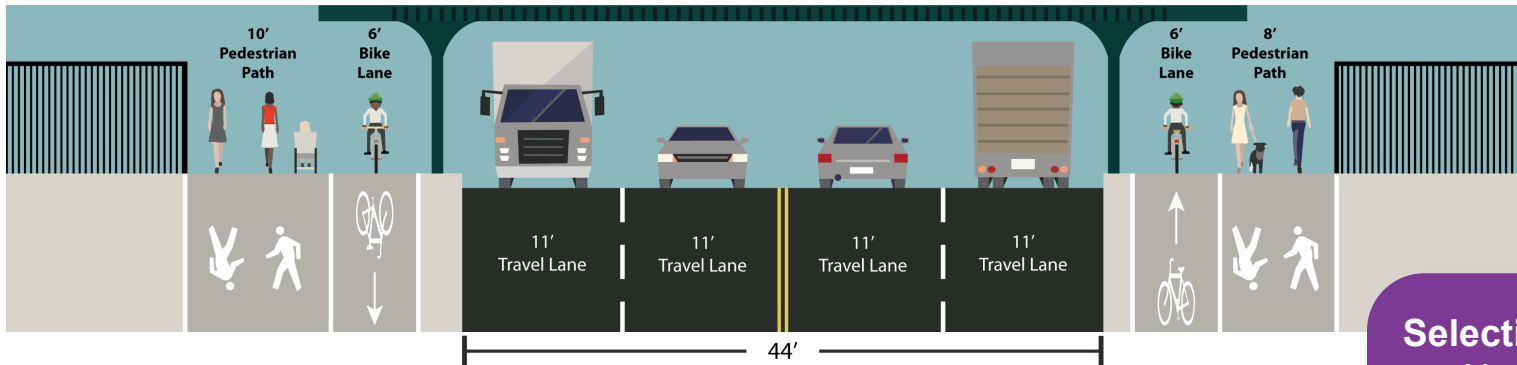 10′
Pedestrian
Path
6′
Bike
Lane
6′
Bike
Lane
8′
Pedestrian
Path
11′
Travel Lane
11′
Travel Lane
11′
Travel Lane
11′
Travel Lane
44′